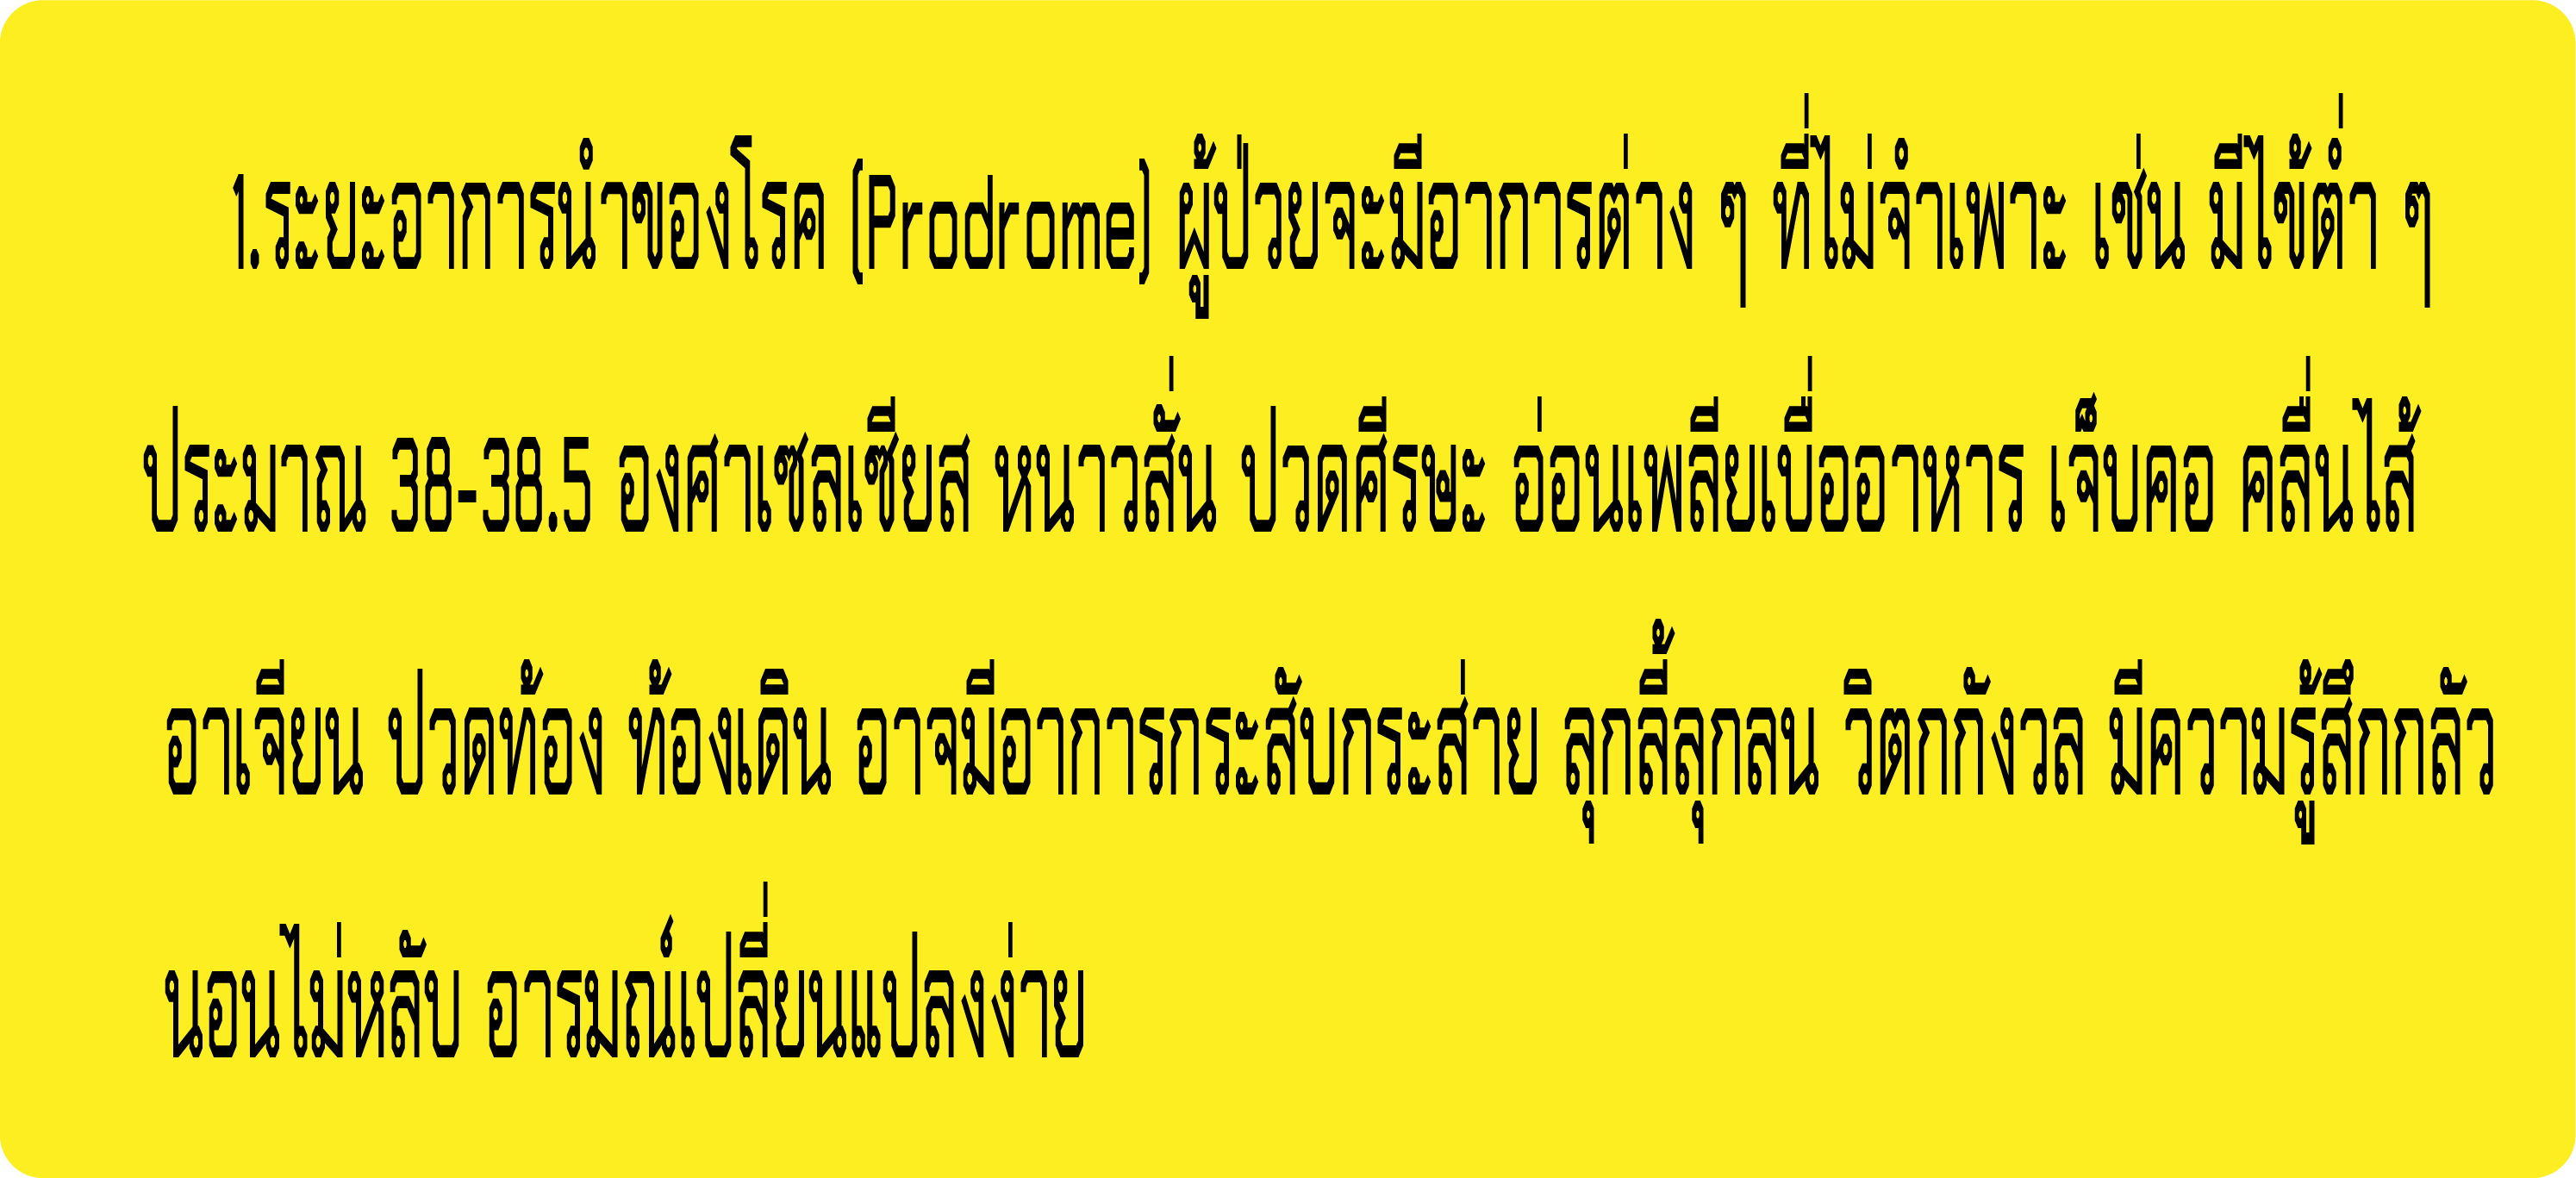 1.ระยะอาการนำของโรค (Prodrome) ผู้ป่วยจะมีอาการต่าง ๆ ที่ไม่จำเพาะ เช่น มีไข้ต่ำ ๆ
ประมาณ 38-38.5 องศาเซลเซียส หนาวสั่น ปวดศีรษะ อ่อนเพลียเบื่ออาหาร เจ็บคอ คลื่นไส้
อาเจียน ปวดท้อง ท้องเดิน อาจมีอาการกระสับกระส่าย ลุกลี้ลุกลน วิตกกังวล มีความรู้สึกกลัว
นอนไม่หลับ อารมณ์เปลี่ยนแปลงง่าย